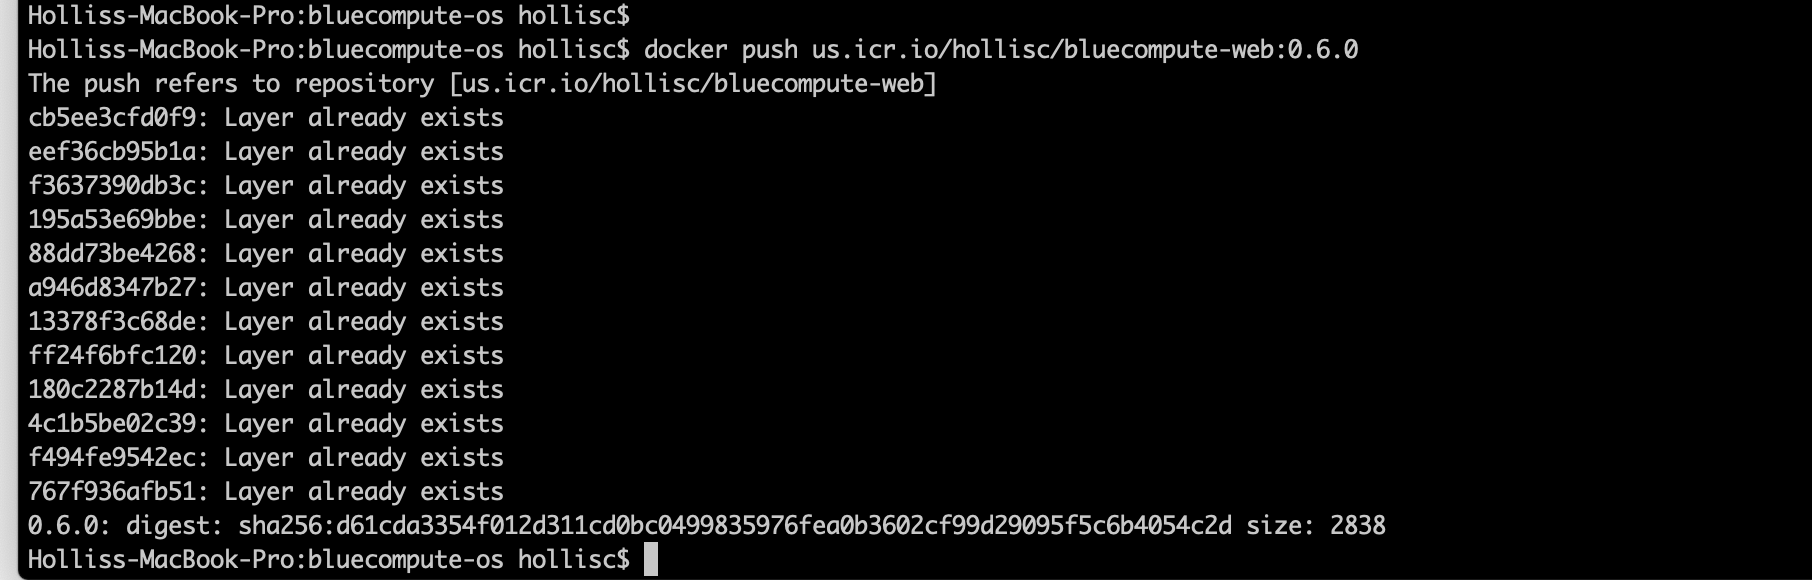 Holliss-MacBook-Pro:bluecompute-os hollisc$
Holliss-MacBook-Pro:bluecompute-os hollisc$ docker push us.icr.io/hollisc/bluecompute-web:0.6.0
The push refers to repository [us.icr.io/hollisc/bluecompute-web]
cb5ee3cfd0f9: Layer already exists
eef36cb95b1a: Layer already exists
f3637390db3c: Layer already exists
195a53e69bbe: Layer already exists
88dd73be4268: Layer already exists
a946d8347b27: Layer already exists
13378f3c68de: Layer already exists
ff24f6bfc120: Layer already exists
180c2287b14d: Layer already exists
4c1b5be02c39: Layer already exists
f494fe9542ec: Layer already exists
767f936afb51: Layer already exists
0.6.0: digest: sha256:d61cda3354f012d311cd0bc0499835976fea0b3602cf99d29095f5c6b4054c2d size: 2838
Holliss-MacBook-Pro:bluecompute-os hollisc$